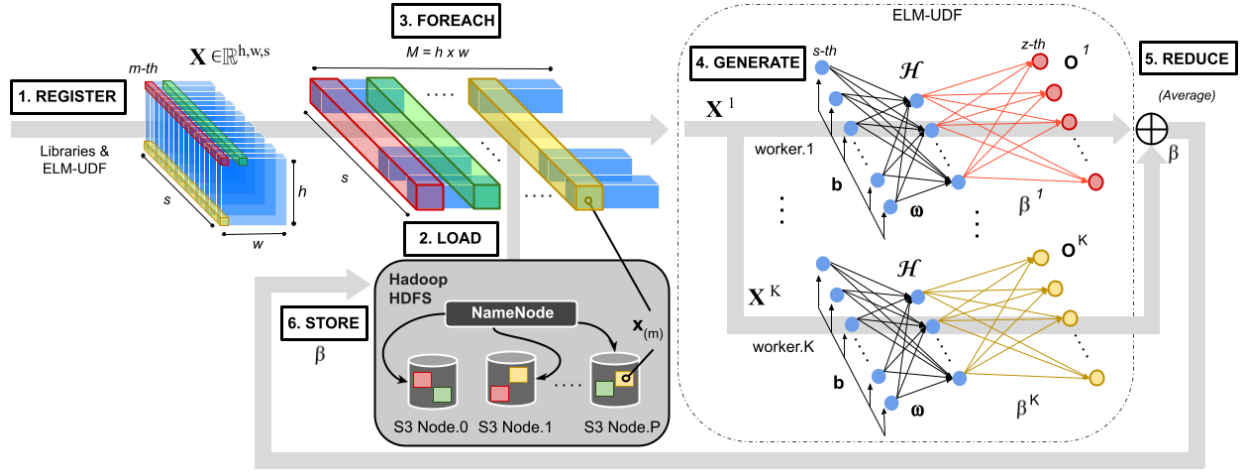 1. REGISTER
Libraries &
ELM-UDF
X ∈ℝ^h,w,s
m-th
s
h
w
3. FOREACH
M = h x w
....
....
s
2. LOAD
Hadoop
HDFS
NameNode
x(m)
....
S3 Node.0
S3 Node.1
S3 Node.P
6. STORE
β
ELM-UDF
4. GENERATE
X^1
s-th
ℋ
z-th
O^1
worker.1
b
ω
β^1
X^K
ℋ
O^K
worker.K
b
ω
β^K
5. REDUCE
(Average)
β